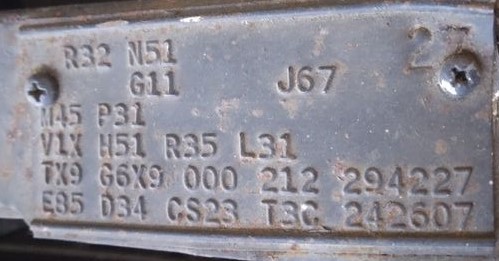 R32 N51 27
G11 J67
M45 P31
V1X H51 R35 L31
TX9 G6X9 000 212 294227
E85 D34 CS23 T3C 242607